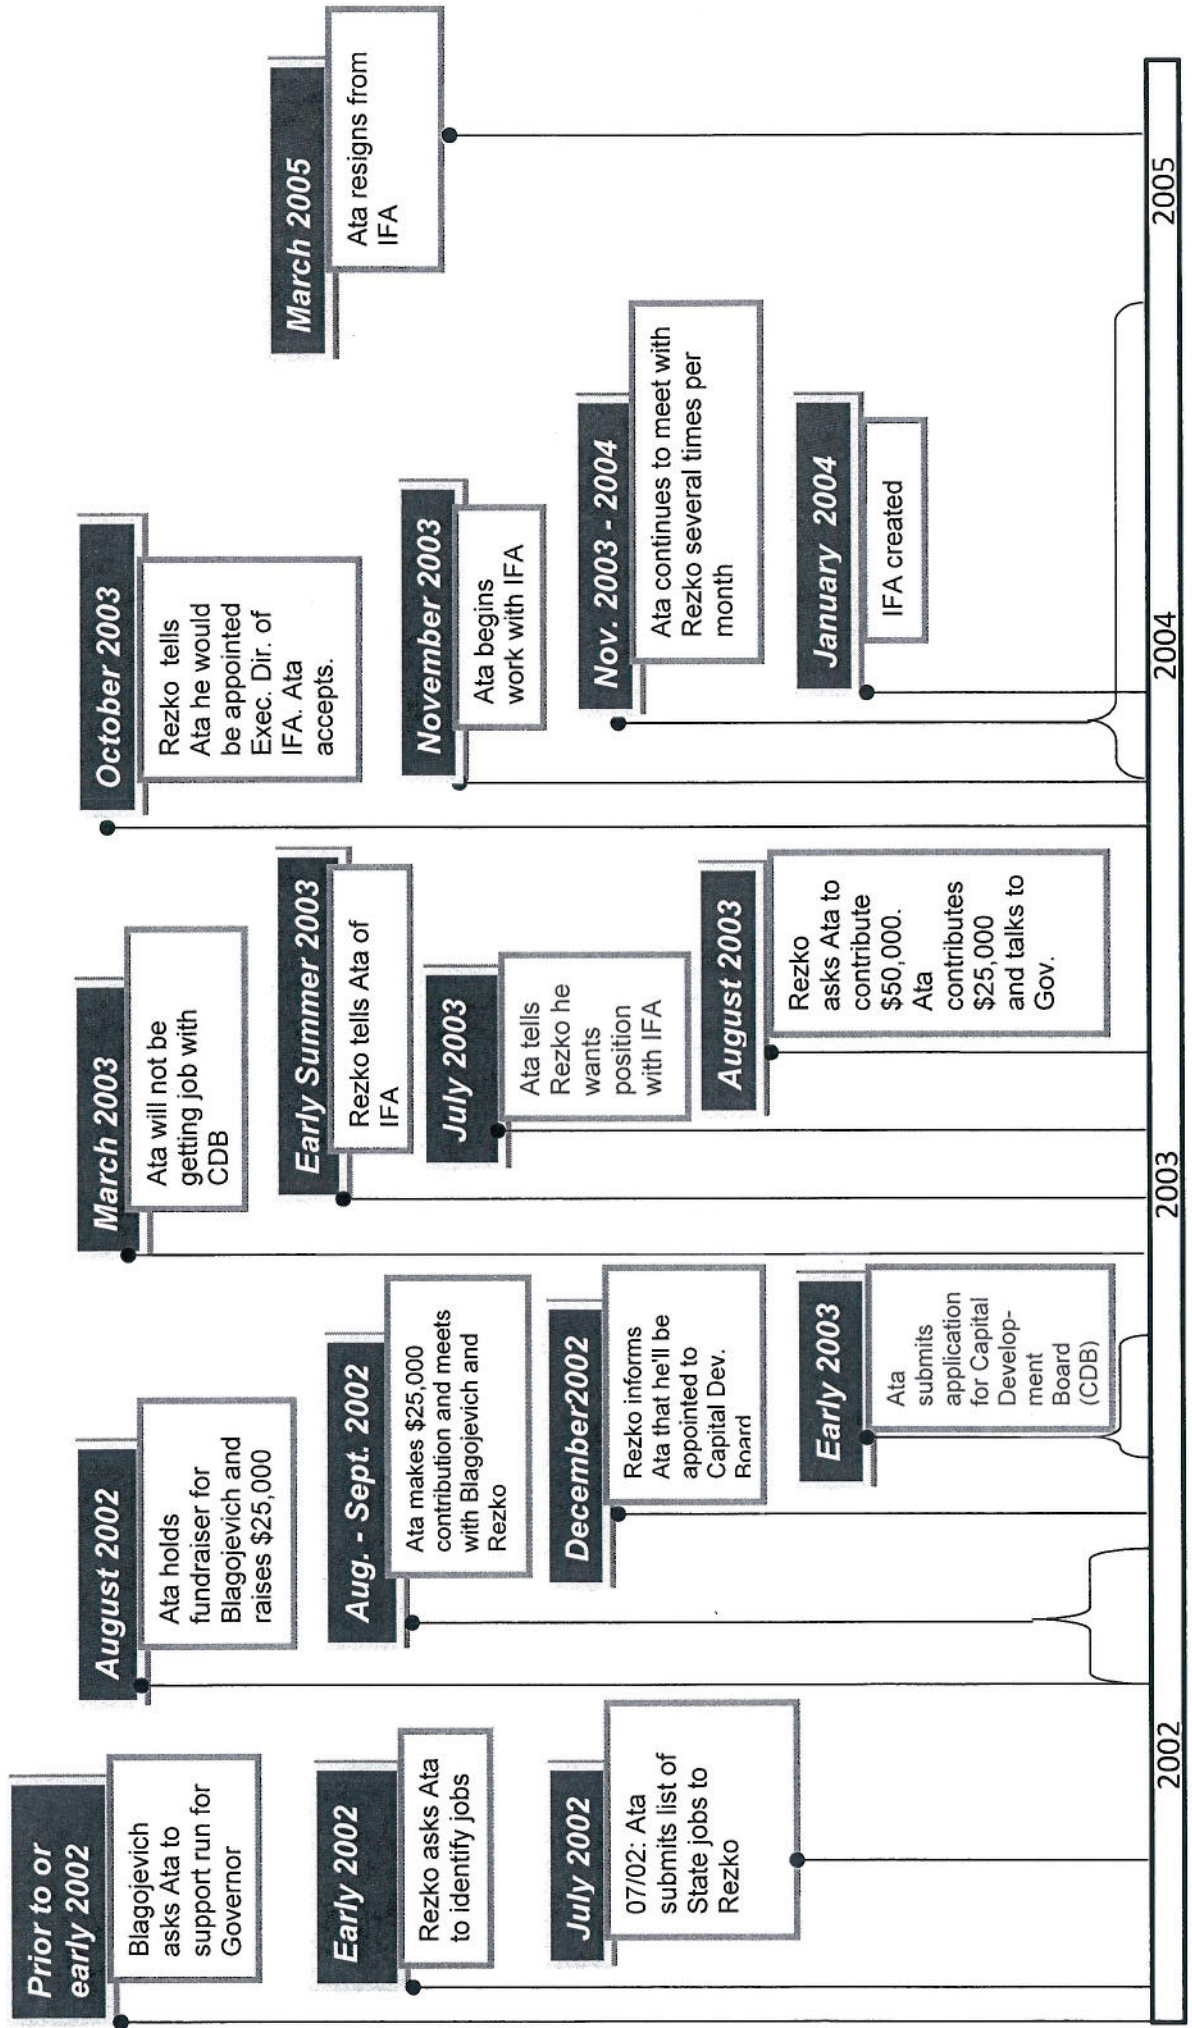 Prior to or
early 2002
Blagojevich
asks Ata to
support run for
Governor
Early 2002
Rezko asks Ata
to identify jobs
July 2002
07/02: Ata
submits list of
State jobs to
Rezko
August 2002
Ata holds
fundraiser for
Blagojevich and
raises $25,000
Aug. - Sept. 2002
Ata makes $25,000
contribution and meets
with Blagojevich and
Rezko
December2002
Rezko informs
Ata that he'll be
appointed to
Capital Dev.
Board
Early 2003
Ata
submits
application
for Capital
Develop-
ment
Board
(CDB)
March 2003
Ata will not be
getting job with
CDB
Early Summer 2003
Rezko tells Ata of
IFA
July 2003
Ata tells
Rezko he
wants
position
with IFA
August 2003
Rezko
asks Ata to
contribute
$50,000.
Ata
contributes
$25,000
and talks to
Gov.
October 2003
Rezko tells
Ata he would
be appointed
Exec. Dir. of
IFA. Ata
accepts.
November 2003
Ata begins
work with IFA
Nov. 2003 - 2004
Ata continues to meet with
Rezko several times per
month
January 2004
IFA created
March 2005
Ata resigns from
IFA
2002
2003
2004
2005